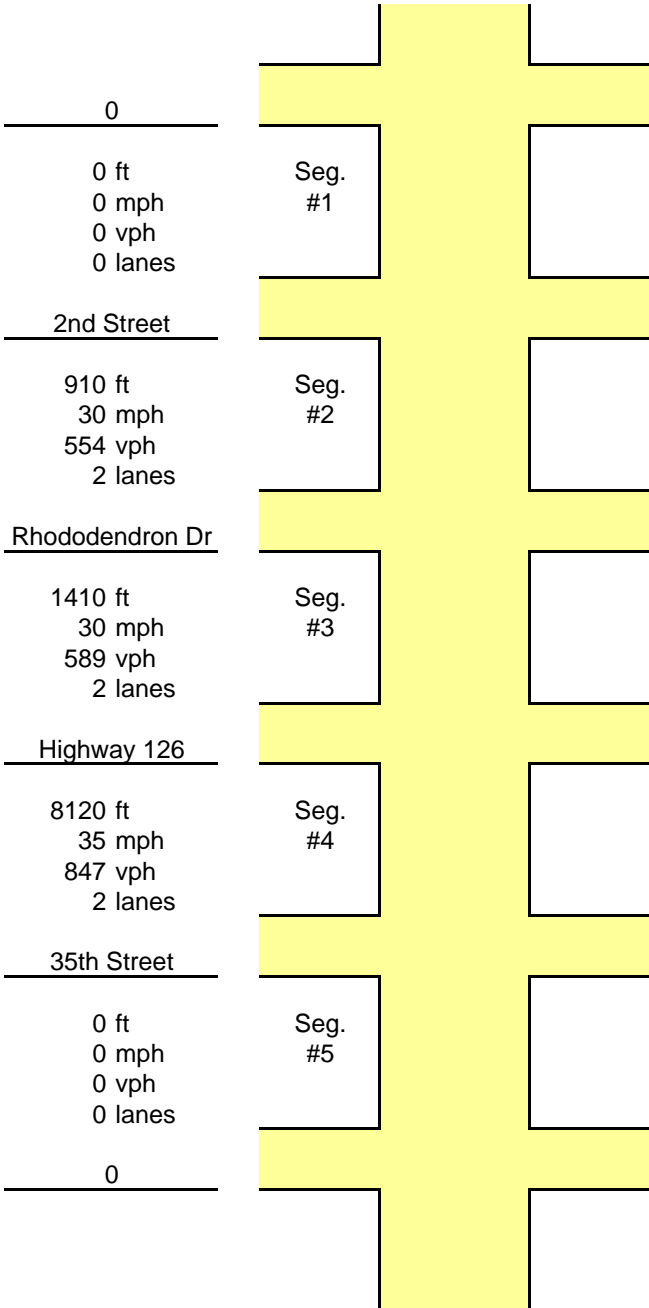 0
0 ft Seg.
0 mph #1
0 vph
0 lanes
2nd Street
910 ft Seg.
30 mph #2
554 vph
2 lanes
Rhododendron Dr
1410 ft Seg.
30 mph #3
589 vph
2 lanes
Highway 126
8120 ft Seg.
35 mph #4
847 vph
2 lanes
35th Street
0 ft Seg.
0 mph #5
0 vph
0 lanes
0